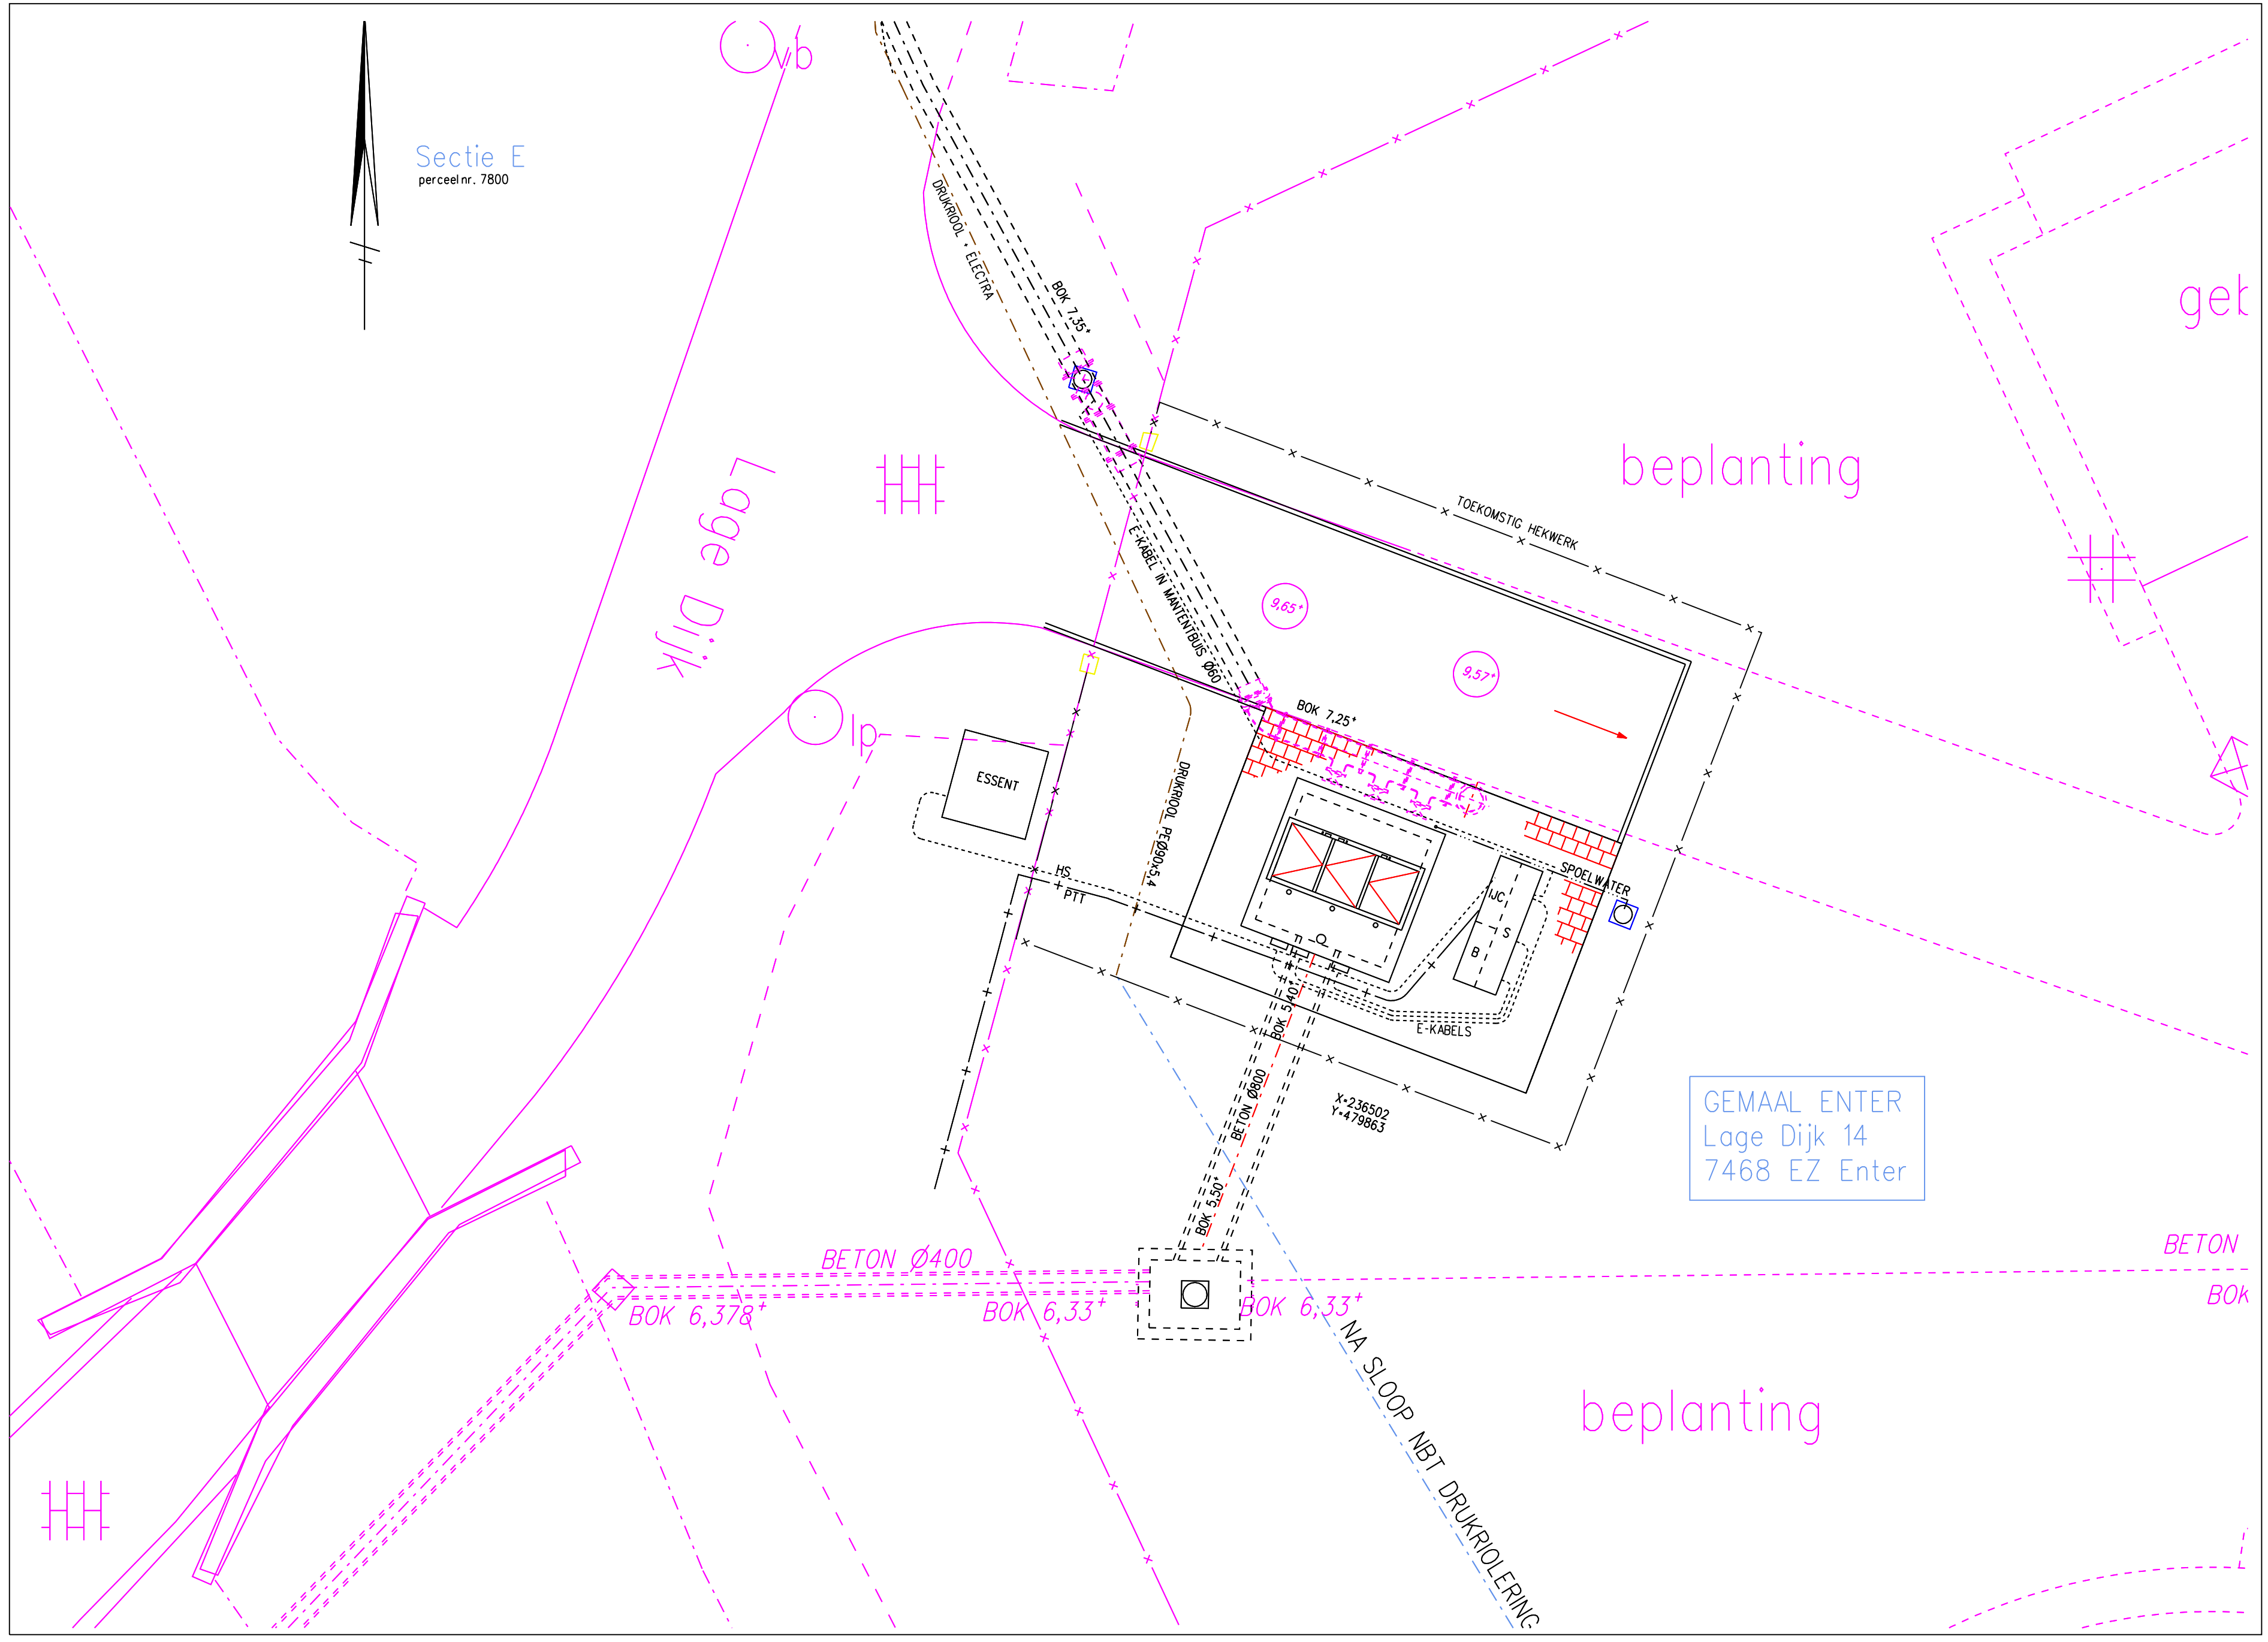 vb
Sectie E
perceelnr. 7800
DRUKRIOOL + ELECTRA
BOK 7,35+
geb
beplanting
Lage Dijk
TOEKOMSTIG HEKWERK
E-KABEL IN MANTENTBUIS Ø60
9,65+
9,57+
BOK 7,25+
lp
ESSENT
DRUKRIOOL PEØ90x5,4
HS
PTT
SPOELWATER
IJC
S
B
E-KABELS
BOK 5,40+
BETON Ø800
X=236502
Y=479863
BOK 5,50+
GEMAAL ENTER
Lage Dijk 14
7468 EZ Enter
BETON Ø400
BETON
BOK 6,378+
BOK 6,33+
BOK 6,33+
BOK
NA SLOOP NBT DRUKRIOLERING
beplanting